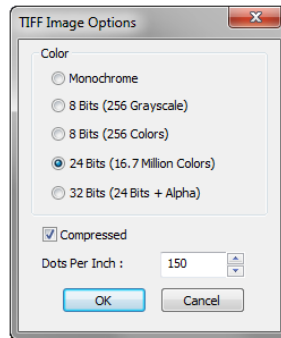 TIFF Image Options
Color
Monochrome
8 Bits (256 Grayscale)
8 Bits (256 Colors)
24 Bits (16.7 Million Colors)
32 Bits (24 Bits + Alpha)
Compressed
Dots Per Inch : 150
OK Cancel